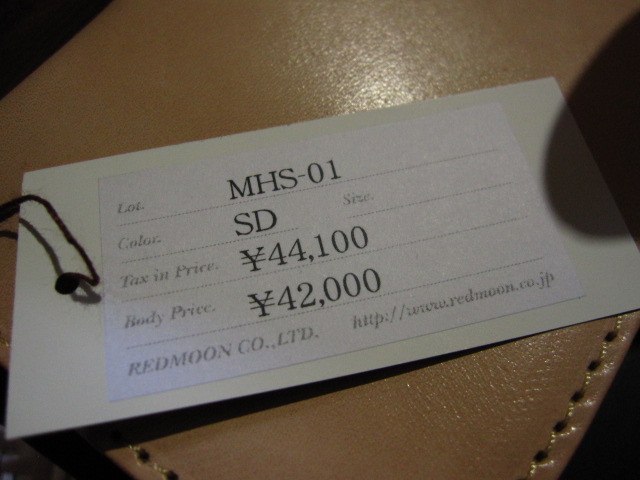 Lot. MHS-01
Color. SD Size.
Tax in Price. ¥44,100
Body Price. ¥42,000
REDMOON CO.,LTD. http://www.redmoon.co.jp